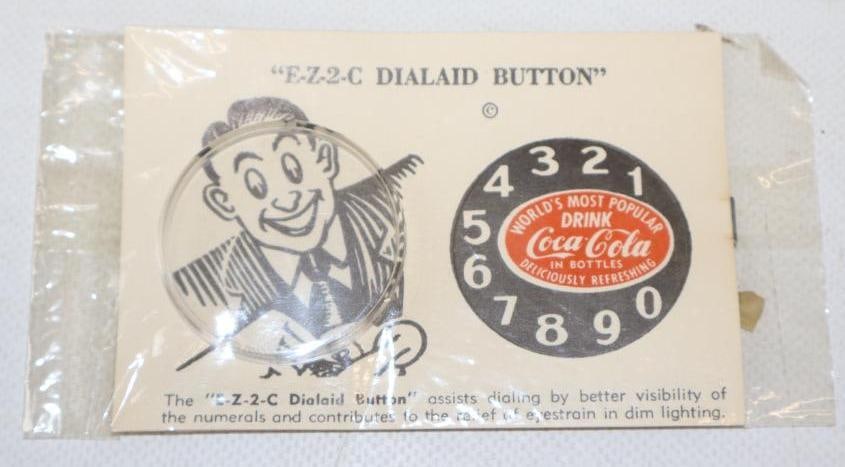 "E-Z-2-C DIALAID BUTTON"
©
3 2 1
4
5
6
7 8 9 0
WORLD'S MOST POPULAR
DRINK
Coca-Cola
IN BOTTLES
DELICIOUSLY REFRESHING
The "E-Z-2-C Dialaid Button" assists dialing by better visibility of
the numerals and contributes to the relief of eyestrain in dim lighting.